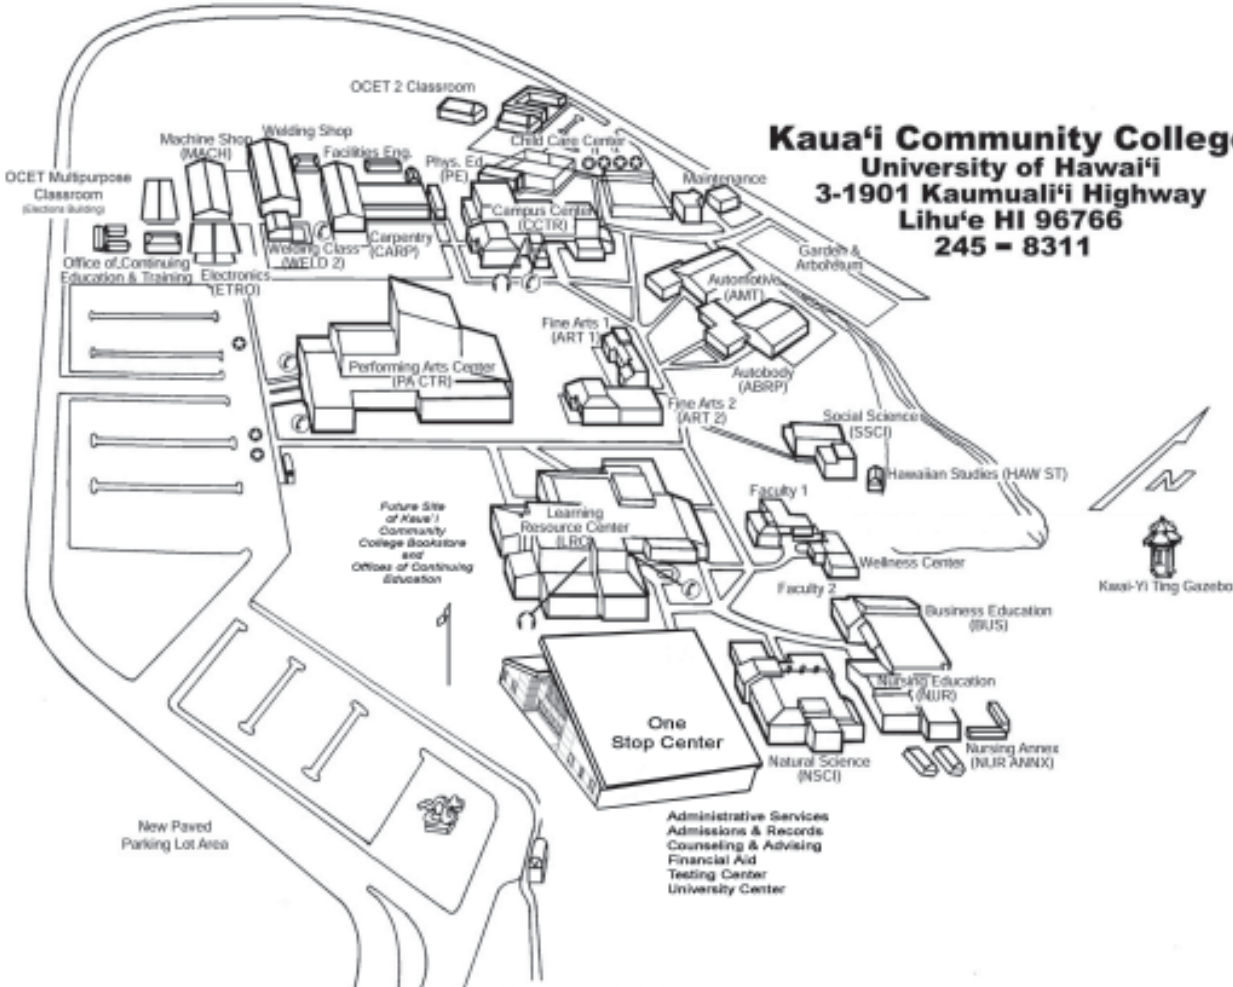 Kaua‘i Community College
University of Hawai‘i
3-1901 Kaumuali‘i Highway
Lihu‘e HI 96766
245 - 8311
OCET 2 Classroom
Welding Shop
Machine Shop
(MACH)
Facilities Eng.
Phys. Ed
(PE)
Child Care Center
Maintenance
OCET Multipurpose
Classroom
(Elections Building)
Campus Center
(CCTR)
Carpentry
(CARP)
Welding Class
(WELD 2)
Office of Continuing
Education & Training
Electronics
(ETRO)
Garden &
Arboretum
Automotive
(AMT)
Fine Arts 1
(ART 1)
Performing Arts Center
(PA CTR)
Autobody
(ABRP)
Fine Arts 2
(ART 2)
Social Science
(SSCI)
Hawaiian Studies (HAW ST)
N
Faculty 1
Learning
Resource Center
(LRC)
Future Site
of Kaua‘i
Community
College Bookstore
and
Offices of Continuing
Education
Wellness Center
Kwai-Yi Ting Gazebo
Faculty 2
Business Education
(BUS)
Nursing Education
(NUR)
One
Stop Center
Nursing Annex
(NUR ANNX)
Natural Science
(NSCI)
New Paved
Parking Lot Area
Administrative Services
Admissions & Records
Counseling & Advising
Financial Aid
Testing Center
University Center